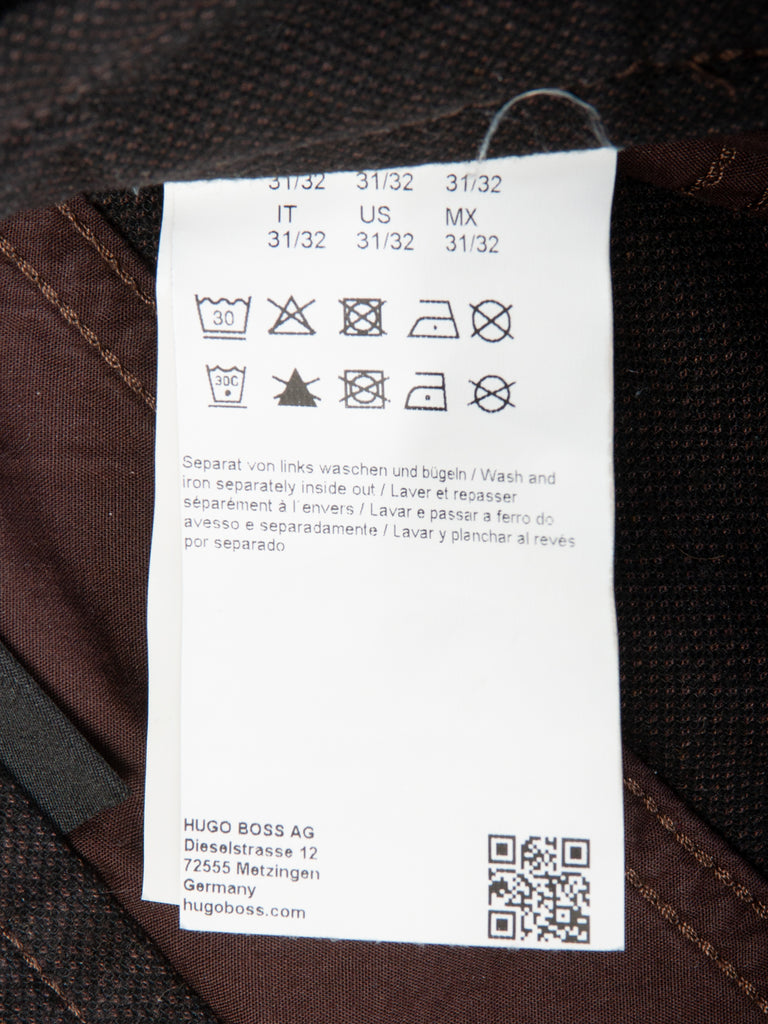 31/32 31/32 31/32
IT US MX
31/32 31/32 31/32
30
30C
Separat von links waschen und bügeln / Wash and
iron separately inside out / Laver et repasser
séparément à l´envers / Lavar e passar a ferro do
avesso e separadamente / Lavar y planchar al revés
por separado
HUGO BOSS AG
Dieselstrasse 12
72555 Metzingen
Germany
hugoboss.com